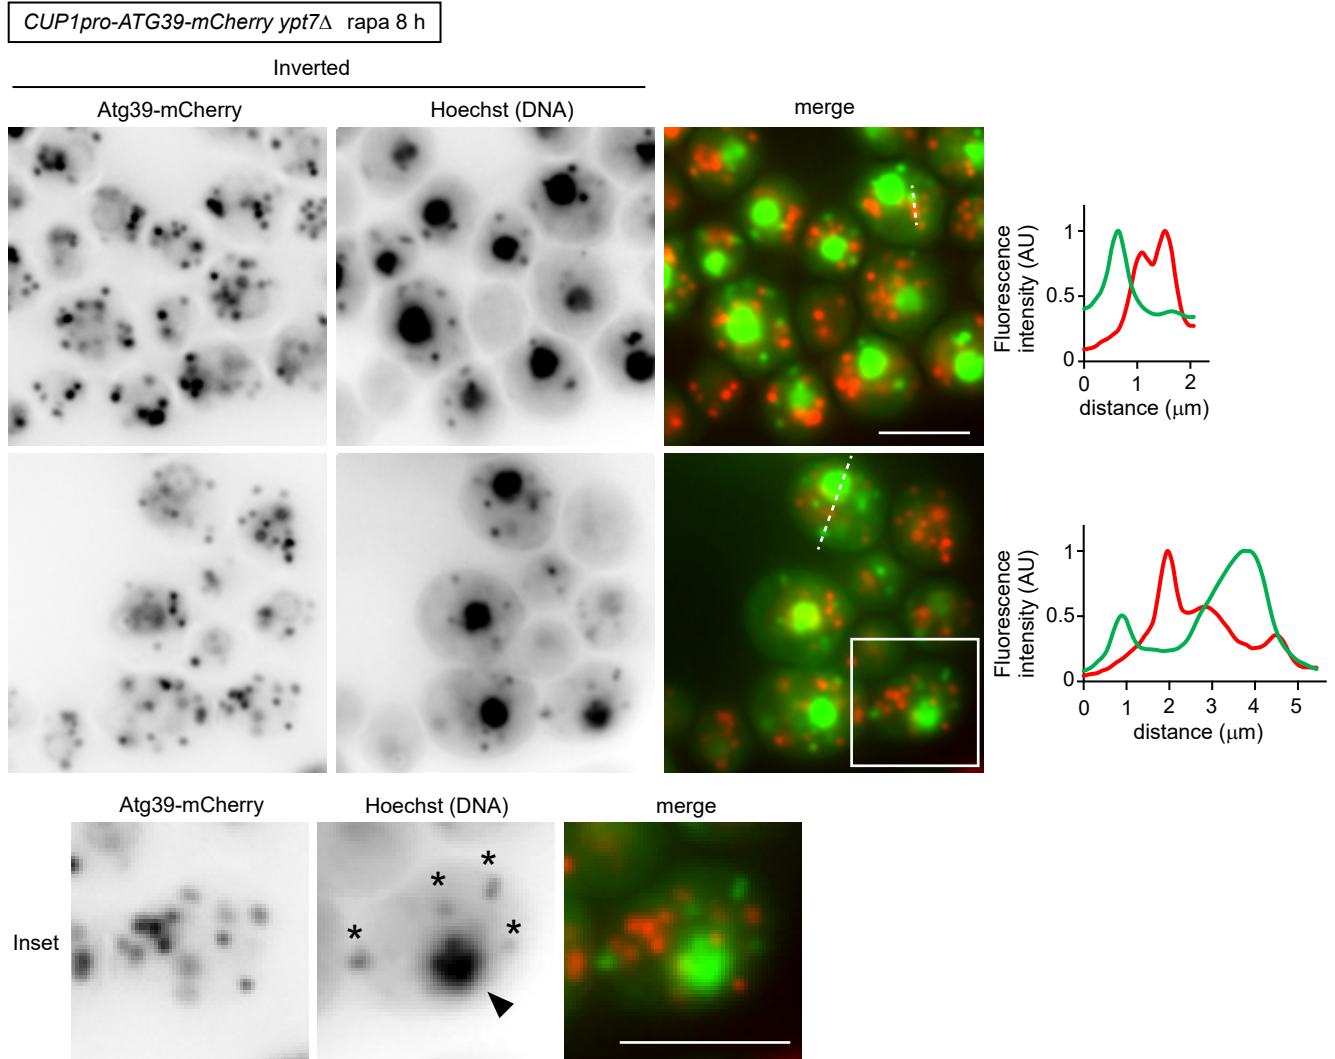 CUP1pro-ATG39-mCherry ypt7Δ rapa 8 h
Inverted
Atg39-mCherry
Hoechst (DNA)
merge
Fluorescence
intensity (AU)
1
0.5
0
0 1 2
distance (μm)
Fluorescence
intensity (AU)
1
0.5
0
0 1 2 3 4 5
distance (μm)
Atg39-mCherry
Hoechst (DNA)
merge
Inset
*
*
*
*